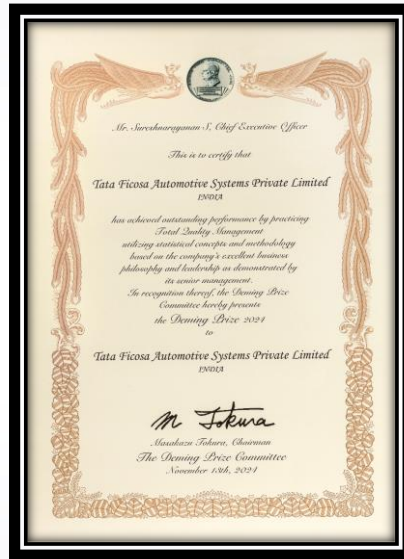 Mr. Sureshnarayanan S, Chief Executive Officer
This is to certify that
Tata Ficosa Automotive Systems Private Limited
INDIA
has achieved outstanding performance by practicing
Total Quality Management
utilizing statistical concepts and methodology
based on the company's excellent business
philosophy and leadership as demonstrated by
its senior management.
In recognition thereof, the Deming Prize
Committee hereby presents
the Deming Prize 2024
to
Tata Ficosa Automotive Systems Private Limited
INDIA
M Tokura
Masakazu Tokura, Chairman
The Deming Prize Committee
November 13th, 2024